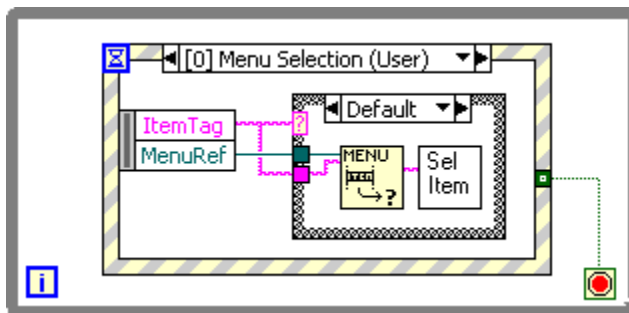 [0] Menu Selection (User)
ItemTag
MenuRef
?
Default
MENU
?
Sel
Item
i